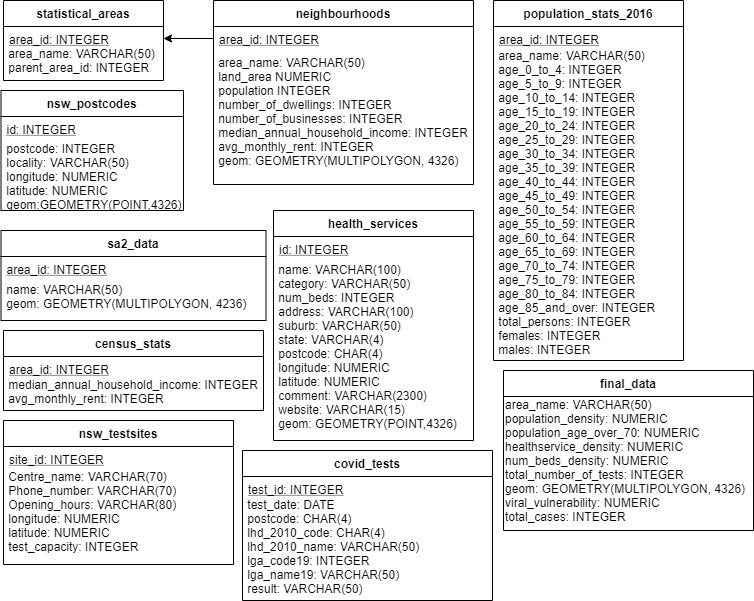 statistical_areas
area_id: INTEGER
area_name: VARCHAR(50)
parent_area_id: INTEGER
neighbourhoods
area_id: INTEGER
area_name: VARCHAR(50)
land_area NUMERIC
population INTEGER
number_of_dwellings: INTEGER
number_of_businesses: INTEGER
median_annual_household_income: INTEGER
avg_monthly_rent: INTEGER
geom: GEOMETRY(MULTIPOLYGON, 4326)
population_stats_2016
area_id: INTEGER
area_name: VARCHAR(50)
age_0_to_4: INTEGER
age_5_to_9: INTEGER
age_10_to_14: INTEGER
age_15_to_19: INTEGER
age_20_to_24: INTEGER
age_25_to_29: INTEGER
age_30_to_34: INTEGER
age_35_to_39: INTEGER
age_40_to_44: INTEGER
age_45_to_49: INTEGER
age_50_to_54: INTEGER
age_55_to_59: INTEGER
age_60_to_64: INTEGER
age_65_to_69: INTEGER
age_70_to_74: INTEGER
age_75_to_79: INTEGER
age_80_to_84: INTEGER
age_85_and_over: INTEGER
total_persons: INTEGER
females: INTEGER
males: INTEGER
nsw_postcodes
id: INTEGER
postcode: INTEGER
locality: VARCHAR(50)
longitude: NUMERIC
latitude: NUMERIC
geom:GEOMETRY(POINT,4326)
health_services
id: INTEGER
name: VARCHAR(100)
category: VARCHAR(50)
num_beds: INTEGER
address: VARCHAR(100)
suburb: VARCHAR(50)
state: VARCHAR(4)
postcode: CHAR(4)
longitude: NUMERIC
latitude: NUMERIC
comment: VARCHAR(2300)
website: VARCHAR(15)
geom: GEOMETRY(POINT,4326)
sa2_data
area_id: INTEGER
name: VARCHAR(50)
geom: GEOMETRY(MULTIPOLYGON, 4236)
census_stats
area_id: INTEGER
median_annual_household_income: INTEGER
avg_monthly_rent: INTEGER
final_data
area_name: VARCHAR(50)
population_density: NUMERIC
population_age_over_70: NUMERIC
healthservice_density: NUMERIC
num_beds_density: NUMERIC
total_number_of_tests: INTEGER
geom: GEOMETRY(MULTIPOLYGON, 4326)
viral_vulnerability: NUMERIC
total_cases: INTEGER
nsw_testsites
site_id: INTEGER
Centre_name: VARCHAR(70)
Phone_number: VARCHAR(70)
Opening_hours: VARCHAR(80)
longitude: NUMERIC
latitude: NUMERIC
test_capacity: INTEGER
covid_tests
test_id: INTEGER
test_date: DATE
postcode: CHAR(4)
lhd_2010_code: CHAR(4)
lhd_2010_name: VARCHAR(50)
lga_code19: INTEGER
lga_name19: VARCHAR(50)
result: VARCHAR(50)